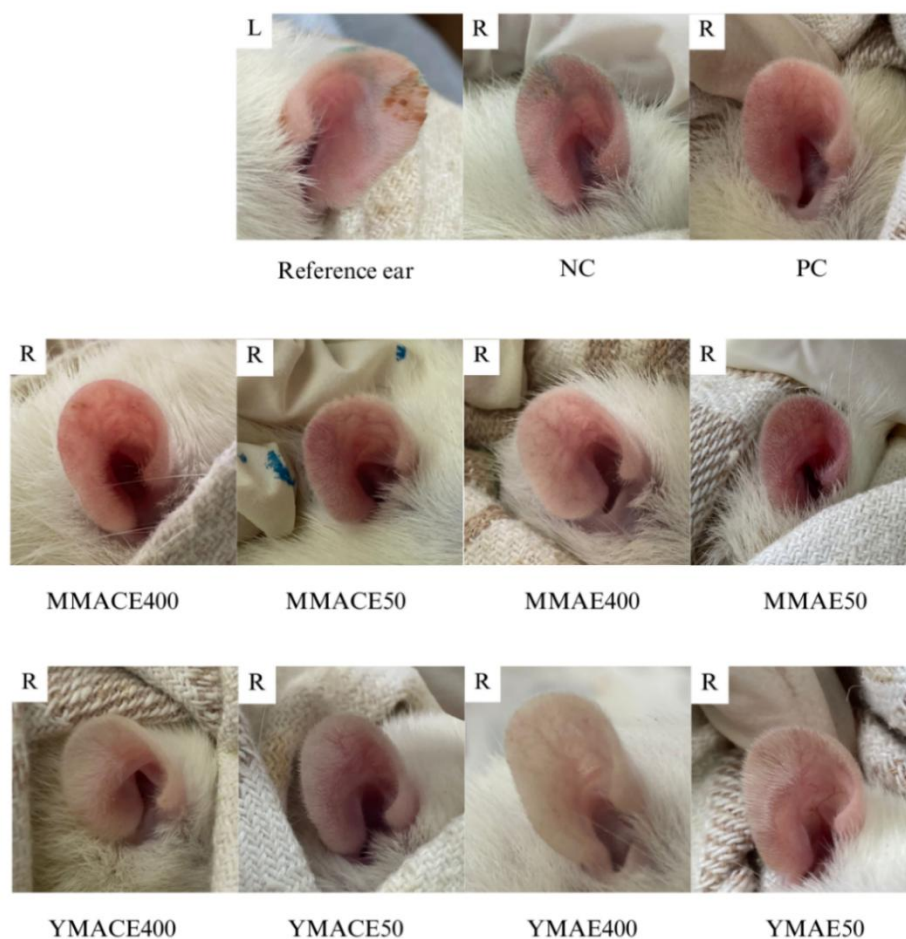 L R R
Reference ear NC PC
R R R R
MMACE400 MMACE50 MMAE400 MMAE50
R R R R
YMACE400 YMACE50 YMAE400 YMAE50